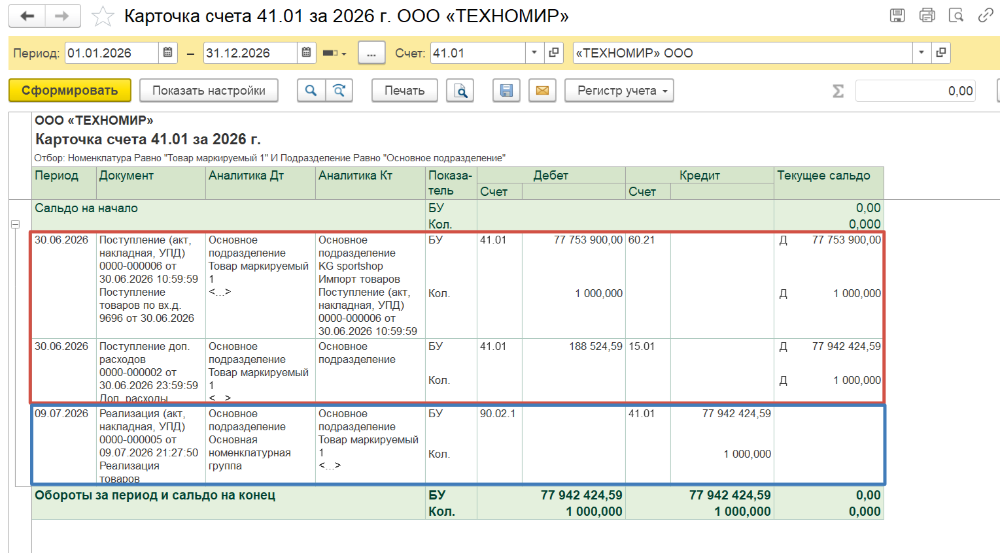 Карточка счета 41.01 за 2026 г. ООО «ТЕХНОМИР»
Период: 01.01.2026 – 31.12.2026 ... Счет: 41.01 «ТЕХНОМИР» ООО
Сформировать Показать настройки Печать Регистр учета Σ 0,00
ООО «ТЕХНОМИР»
Карточка счета 41.01 за 2026 г.
Отбор: Номенклатура Равно "Товар маркируемый 1" И Подразделение Равно "Основное подразделение"
Период Документ Аналитика Дт Аналитика Кт Показа- Дебет Кредит Текущее сальдо
тель Счет Счет
Сальдо на начало БУ 0,00
Кол. 0,000
30.06.2026 Поступление (акт, Основное Основное БУ 41.01 77 753 900,00 60.21 Д 77 753 900,00
накладная, УПД) подразделение подразделение
0000-000006 от Товар маркируемый KG sportshop
30.06.2026 10:59:59 1 Импорт товаров
Поступление <...> Поступление (акт, Кол. 1 000,000 Д 1 000,000
товаров по вх.д. накладная, УПД)
9696 от 30.06.2026 0000-000006 от
30.06.2026 10:59:59
30.06.2026 Поступление доп. Основное Основное БУ 41.01 188 524,59 15.01 Д 77 942 424,59
расходов подразделение подразделение
0000-000002 от Товар маркируемый Кол. Д 1 000,000
30.06.2026 23:59:59 1
Доп. расходы <...>
09.07.2026 Реализация (акт, Основное Основное БУ 90.02.1 41.01 77 942 424,59
накладная, УПД) подразделение подразделение
0000-000005 от Основная Товар маркируемый
09.07.2026 21:27:50 номенклатурная 1 Кол. 1 000,000
Реализация группа <...>
товаров
Обороты за период и сальдо на конец БУ 77 942 424,59 77 942 424,59 0,00
Кол. 1 000,000 1 000,000 0,000